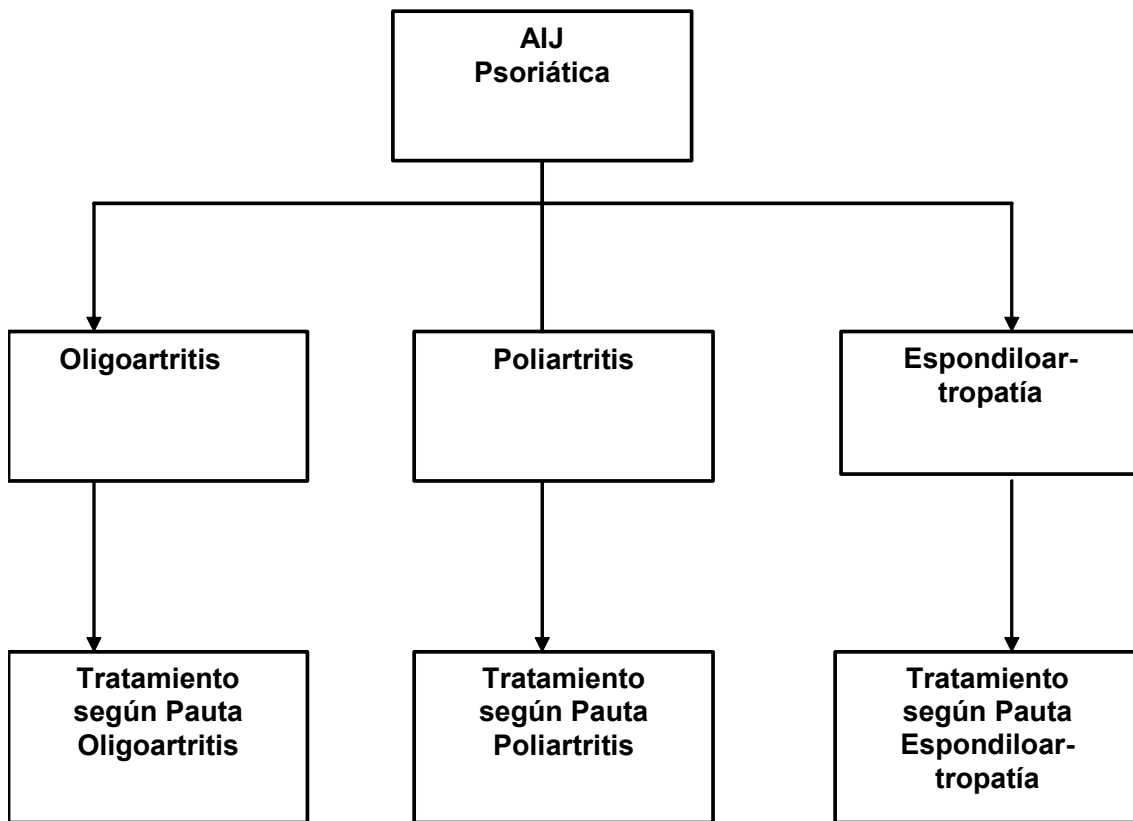 AIJ
Psoriática
Oligoartritis
Poliartritis
Espondiloar-
tropatía
Tratamiento
según Pauta
Oligoartritis
Tratamiento
según Pauta
Poliartritis
Tratamiento
según Pauta
Espondiloar-
tropatía